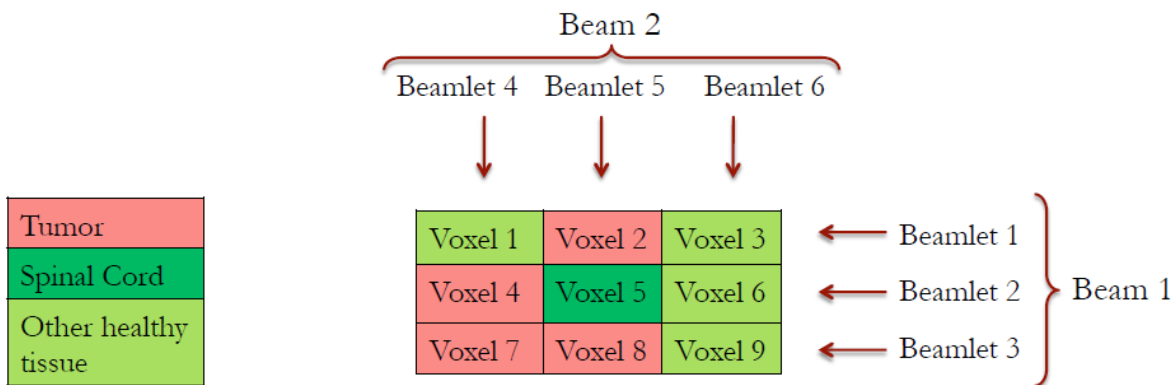 Beam 2
Beamlet 4 Beamlet 5 Beamlet 6
Tumor
Spinal Cord
Other healthy
tissue
Voxel 1 Voxel 2 Voxel 3
Voxel 4 Voxel 5 Voxel 6
Voxel 7 Voxel 8 Voxel 9
Beamlet 1
Beamlet 2
Beamlet 3
Beam 1